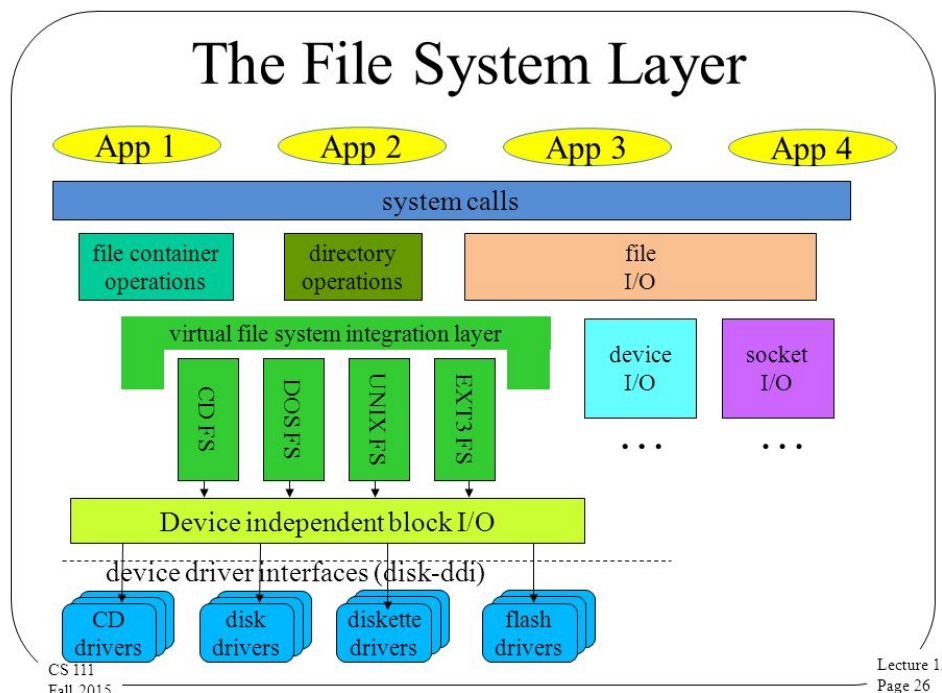 The File System Layer
App 1
App 2
App 3
App 4
system calls
file container
operations
directory
operations
file
I/O
virtual file system integration layer
device
I/O
socket
I/O
CD FS
DOS FS
UNIX FS
EXT3 FS
...
...
Device independent block I/O
device driver interfaces (disk-ddi)
CD
drivers
disk
drivers
diskette
drivers
flash
drivers
CS 111
Fall 2015
Lecture 1
Page 26